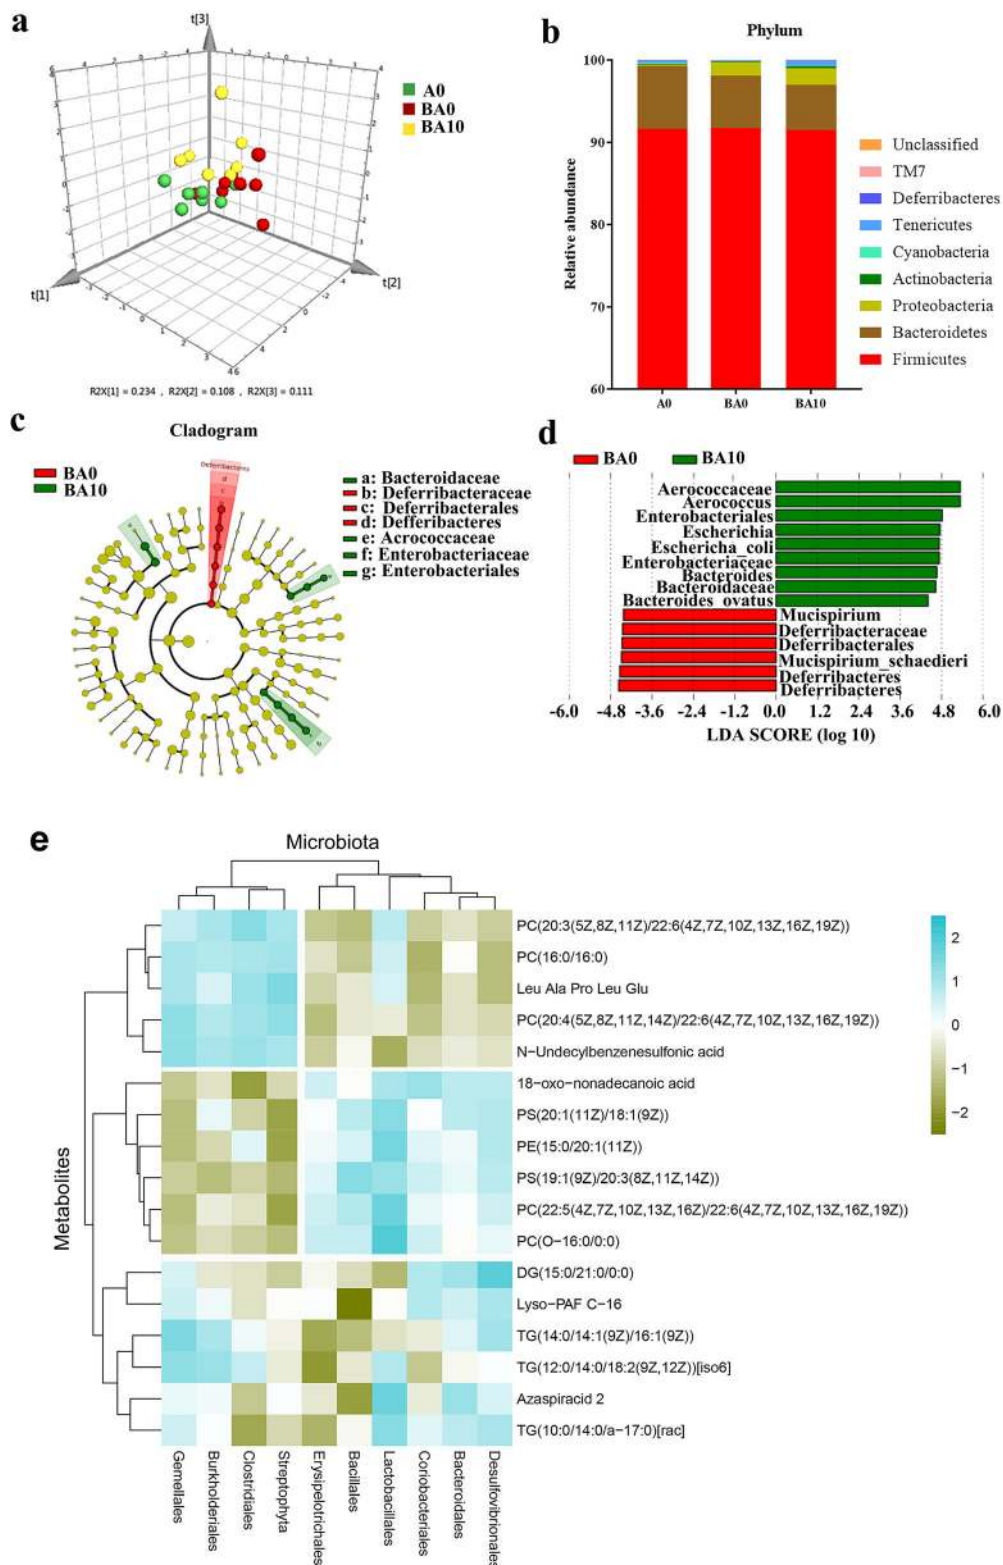 a
t[3]
t[1]
t[2]
A0
BA0
BA10
R2X[1] = 0.234 , R2X[2] = 0.108 , R2X[3] = 0.111
b
Phylum
Relative abundance
100
90
80
70
60
A0
BA0
BA10
Unclassified
TM7
Deferribacteres
Tenericutes
Cyanobacteria
Actinobacteria
Proteobacteria
Bacteroidetes
Firmicutes
c
Cladogram
BA0
BA10
Deferribacteres
d
c
a: Bacteroidaceae
b: Deferribacteraceae
c: Deferribacterales
d: Defferibacteres
e: Aerococcaceae
f: Enterobacteriaceae
g: Enterobacteriales
d
BA0
BA10
Aerococcaceae
Aerococcus
Enterobacteriales
Escherichia
Eschericha_coli
Enterobacteriaceae
Bacteroides
Bacteroidaceae
Bacteroides_ovatus
Mucispirium
Deferribacteraceae
Deferribacterales
Mucispirium_schaedieri
Deferribacteres
Deferribacteres
-6.0 -4.8 -3.6 -2.4 -1.2 0.0 1.2 2.4 3.6 4.8 6.0
LDA SCORE (log 10)
e
Microbiota
Metabolites
PC(20:3(5Z,8Z,11Z)/22:6(4Z,7Z,10Z,13Z,16Z,19Z))
PC(16:0/16:0)
Leu Ala Pro Leu Glu
PC(20:4(5Z,8Z,11Z,14Z)/22:6(4Z,7Z,10Z,13Z,16Z,19Z))
N−Undecylbenzenesulfonic acid
18−oxo−nonadecanoic acid
PS(20:1(11Z)/18:1(9Z))
PE(15:0/20:1(11Z))
PS(19:1(9Z)/20:3(8Z,11Z,14Z))
PC(22:5(4Z,7Z,10Z,13Z,16Z)/22:6(4Z,7Z,10Z,13Z,16Z,19Z))
PC(O−16:0/0:0)
DG(15:0/21:0/0:0)
Lyso−PAF C−16
TG(14:0/14:1(9Z)/16:1(9Z))
TG(12:0/14:0/18:2(9Z,12Z))[iso6]
Azaspiracid 2
TG(10:0/14:0/a−17:0)[rac]
Gemellales
Burkholderiales
Clostridiales
Streptophyta
Erysipelotrichales
Bacillales
Lactobacillales
Coriobacteriales
Bacteroidales
Desulfovibrionales
2
1
0
−1
−2